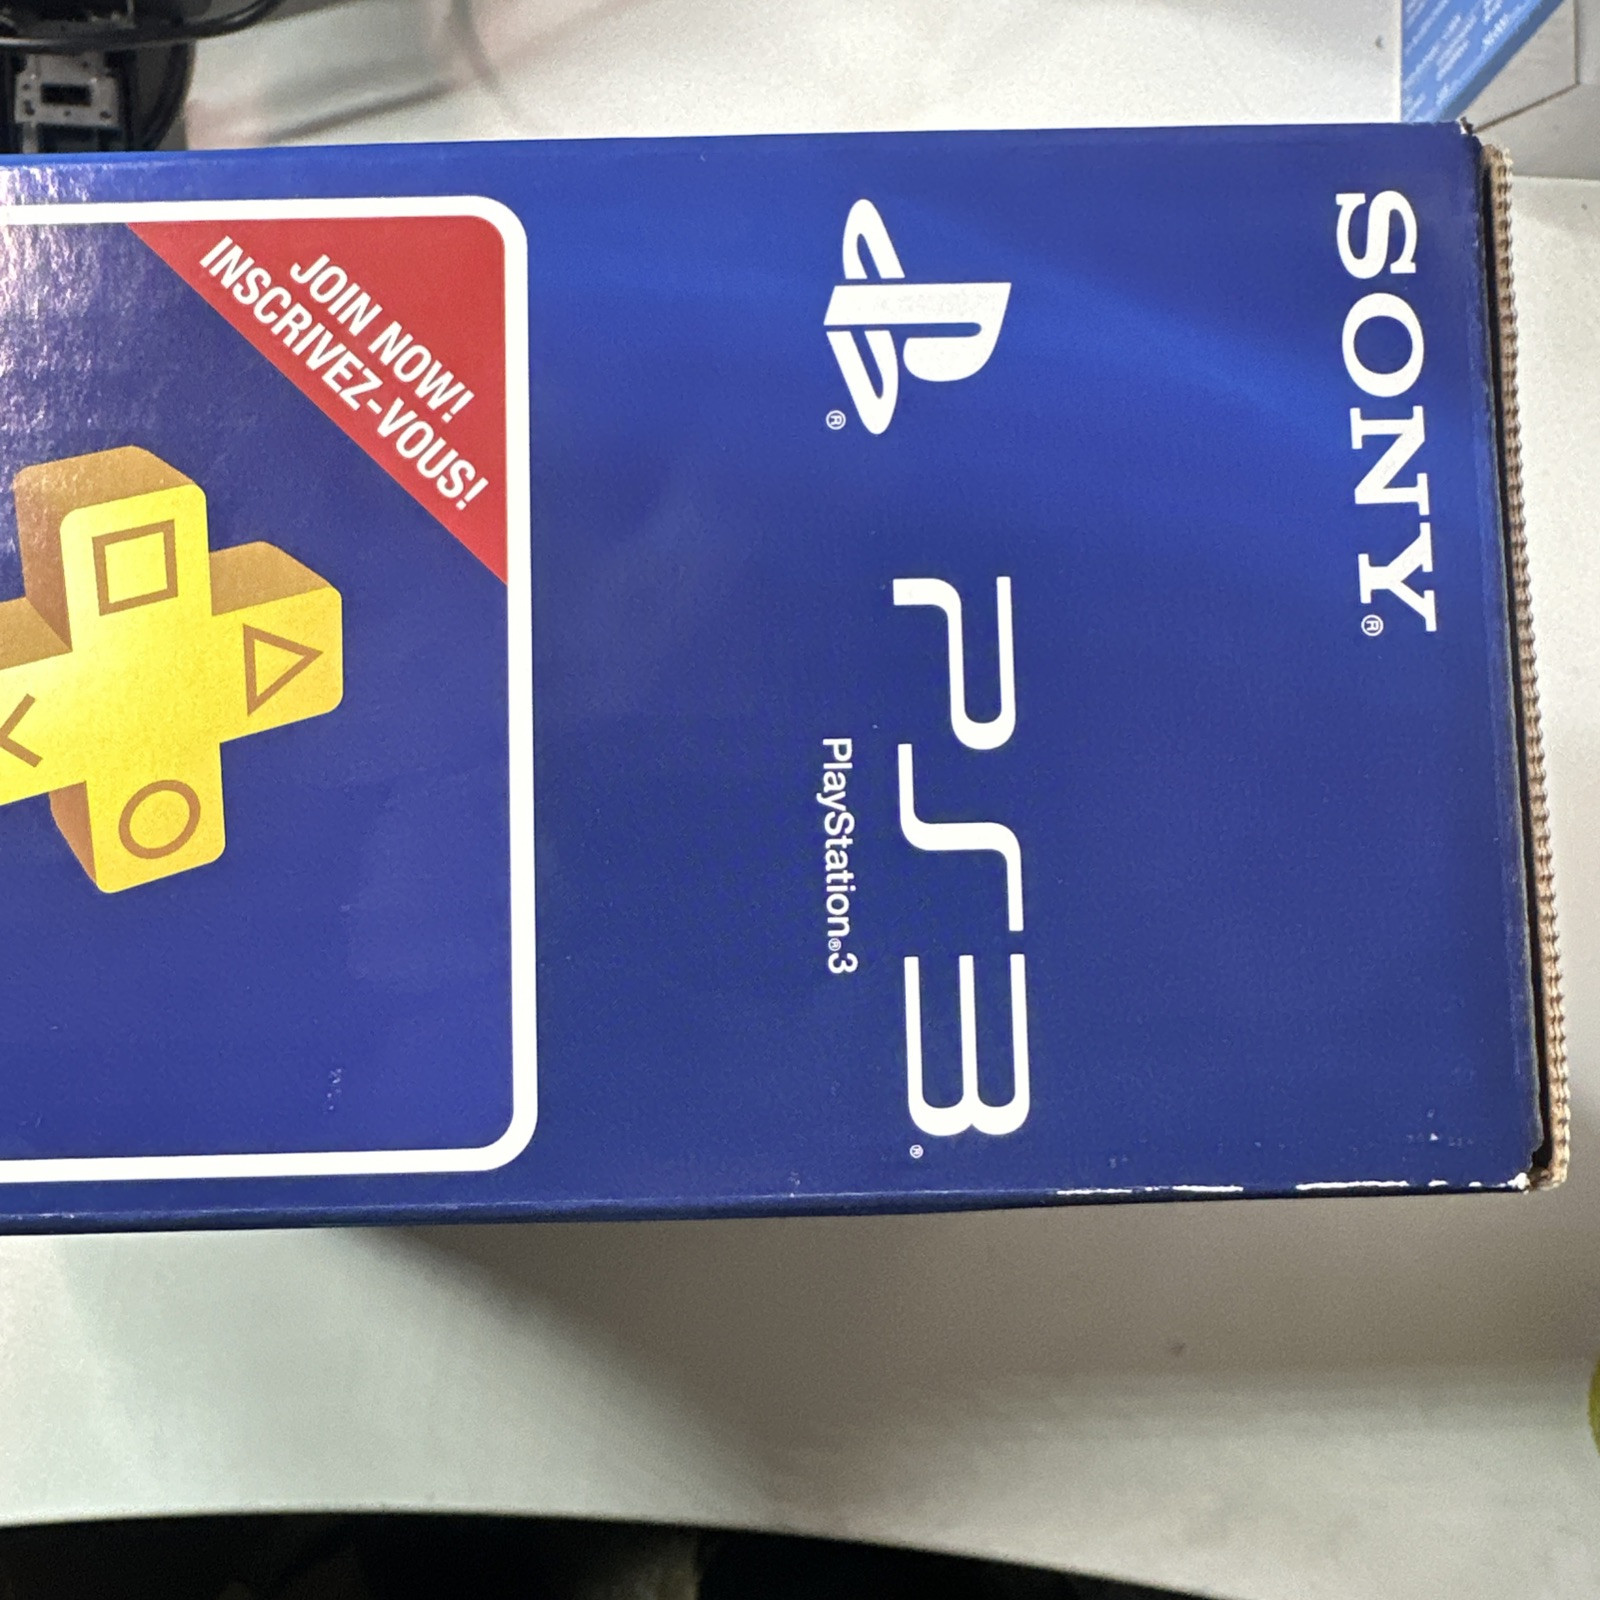 SONY®
PS3®
PlayStation®3
JOIN NOW!
INSCRIVEZ-VOUS!